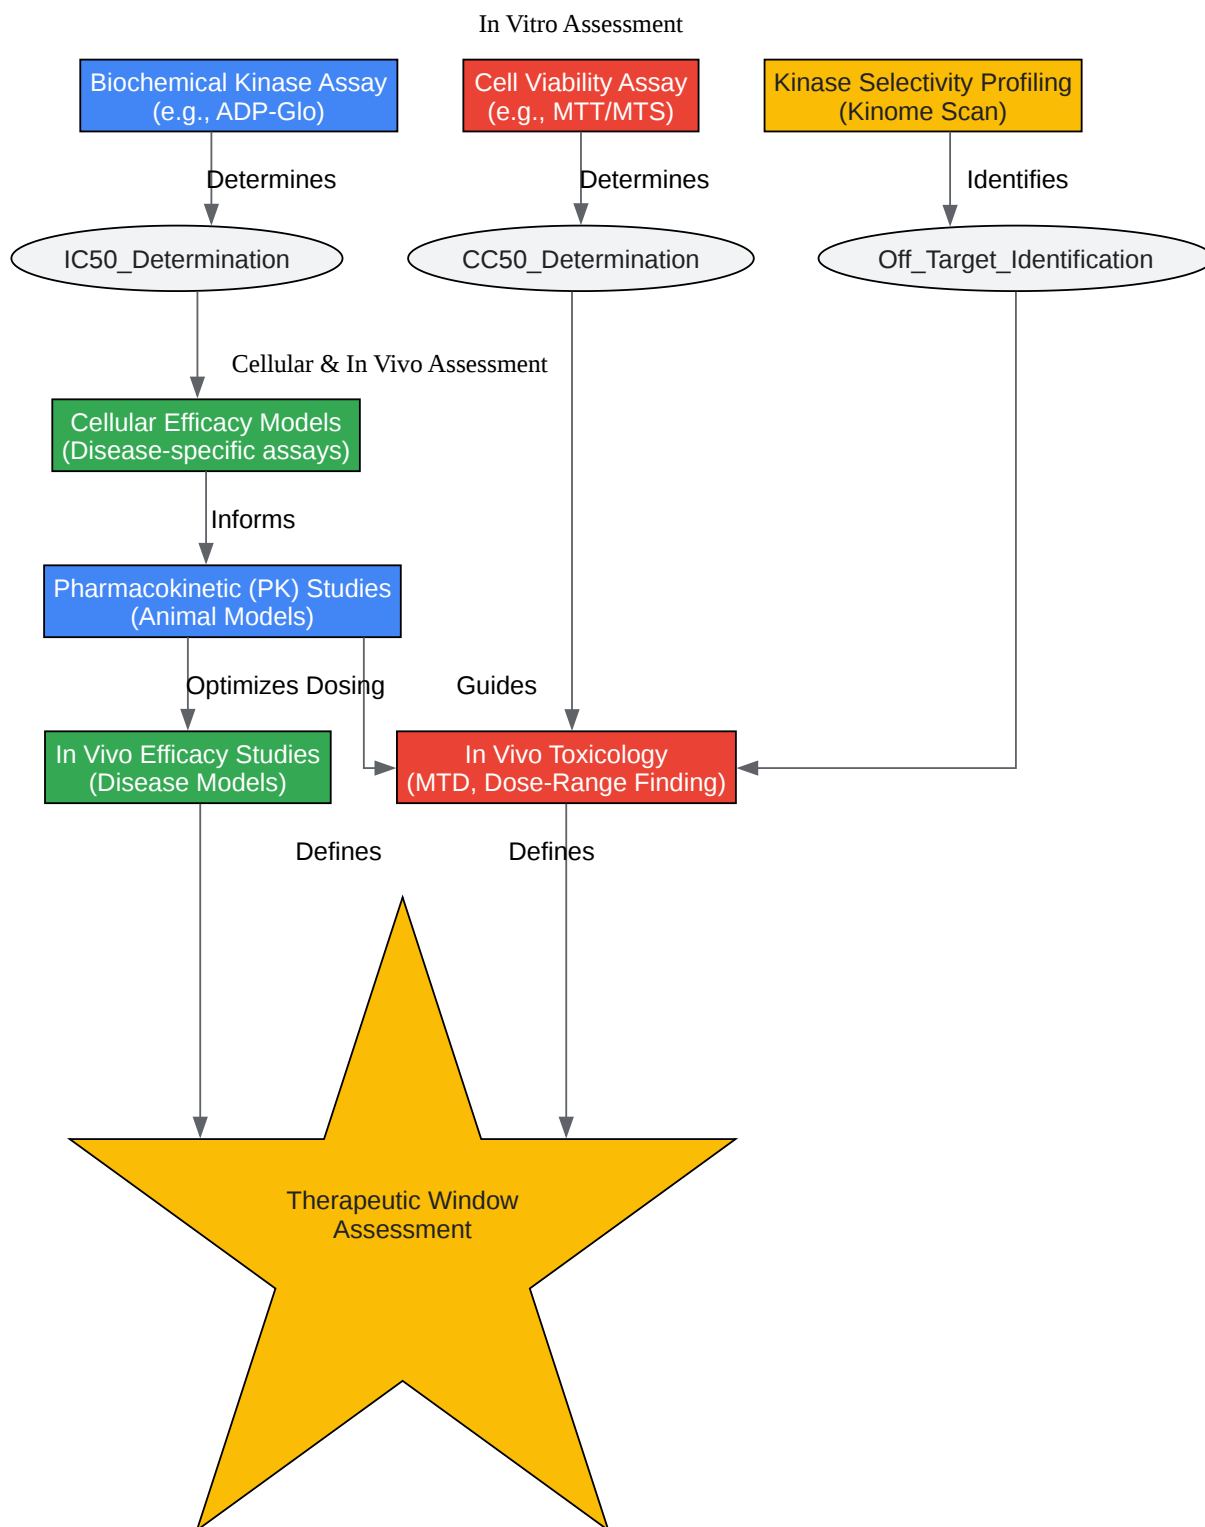 In Vitro Assessment
Biochemical Kinase Assay
(e.g., ADP-Glo)
Cell Viability Assay
(e.g., MTT/MTS)
Kinase Selectivity Profiling
(Kinome Scan)
Determines
Determines
Identifies
IC50_Determination
CC50_Determination
Off_Target_Identification
Cellular & In Vivo Assessment
Cellular Efficacy Models
(Disease-specific assays)
Informs
Pharmacokinetic (PK) Studies
(Animal Models)
Optimizes Dosing
Guides
In Vivo Efficacy Studies
(Disease Models)
In Vivo Toxicology
(MTD, Dose-Range Finding)
Defines
Defines
Therapeutic Window
Assessment